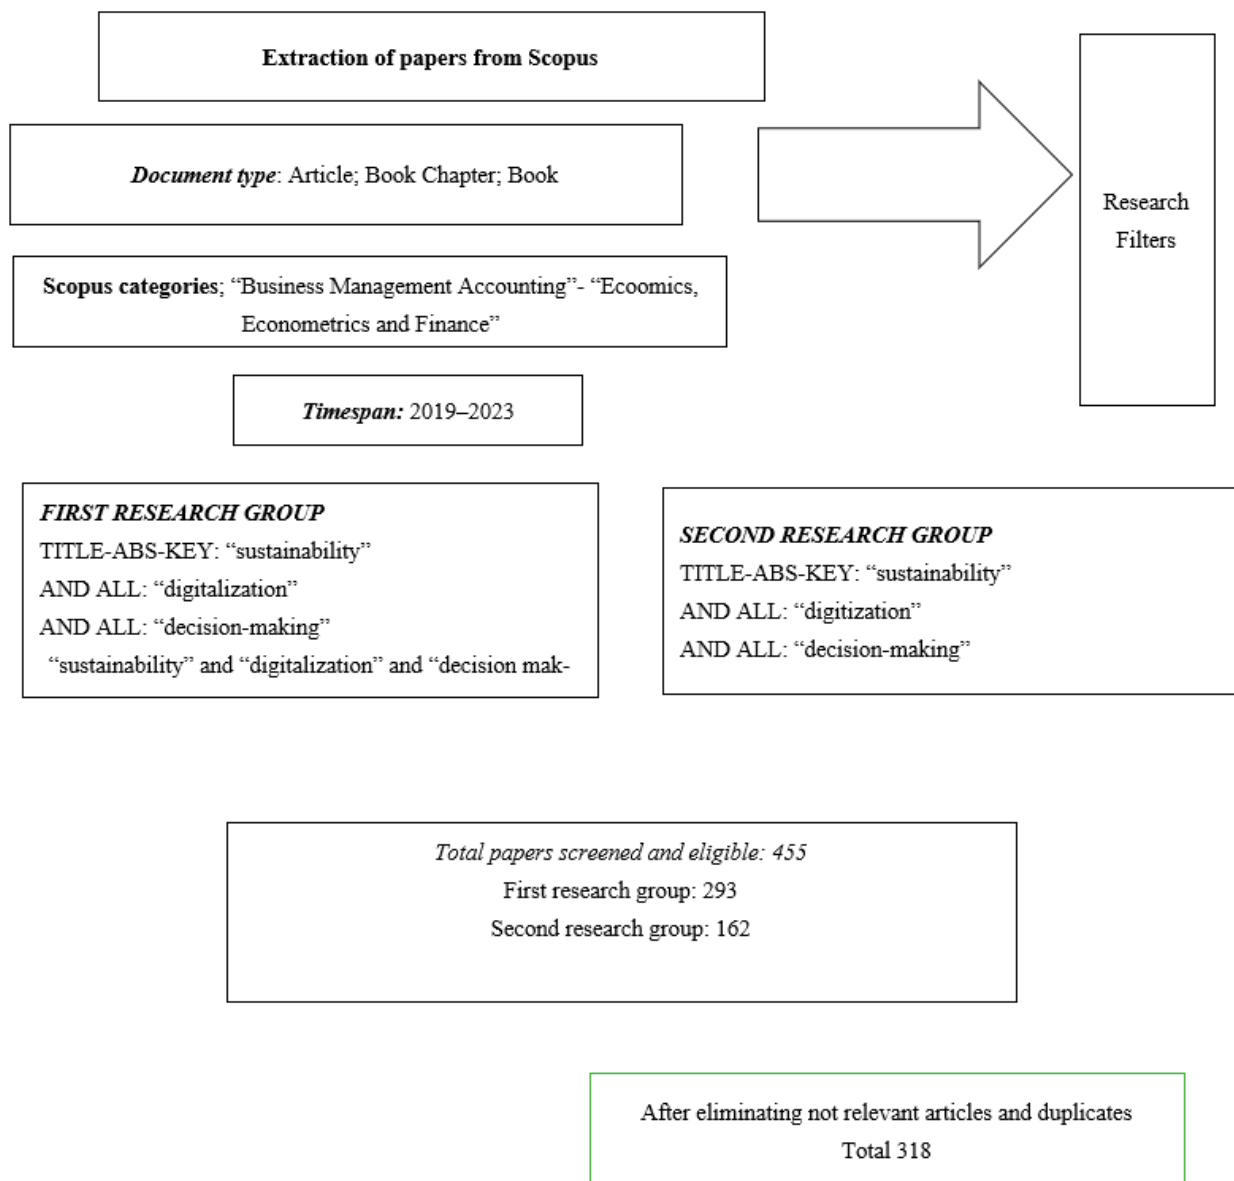 Extraction of papers from Scopus
Document type: Article; Book Chapter; Book
Research
Filters
Scopus categories; “Business Management Accounting”- “Ecoomics,
Econometrics and Finance”
Timespan: 2019–2023
FIRST RESEARCH GROUP
TITLE-ABS-KEY: “sustainability”
AND ALL: “digitalization”
AND ALL: “decision-making”
“sustainability” and “digitalization” and “decision mak-
SECOND RESEARCH GROUP
TITLE-ABS-KEY: “sustainability”
AND ALL: “digitization”
AND ALL: “decision-making”
Total papers screened and eligible: 455
First research group: 293
Second research group: 162
After eliminating not relevant articles and duplicates
Total 318